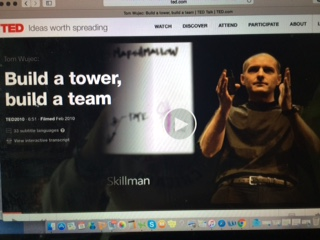 ted.com
Tom Wujec: Build a tower, build a team | TED Talk | TED.com
TED Ideas worth spreading
WATCH DISCOVER ATTEND PARTICIPATE ABOUT
Tom Wujec:
Build a tower,
build a team
TED2010 · 6:51 · Filmed Feb 2010
subtitle languages
View interactive transcript
Marshmallow
TAPE
Skillman